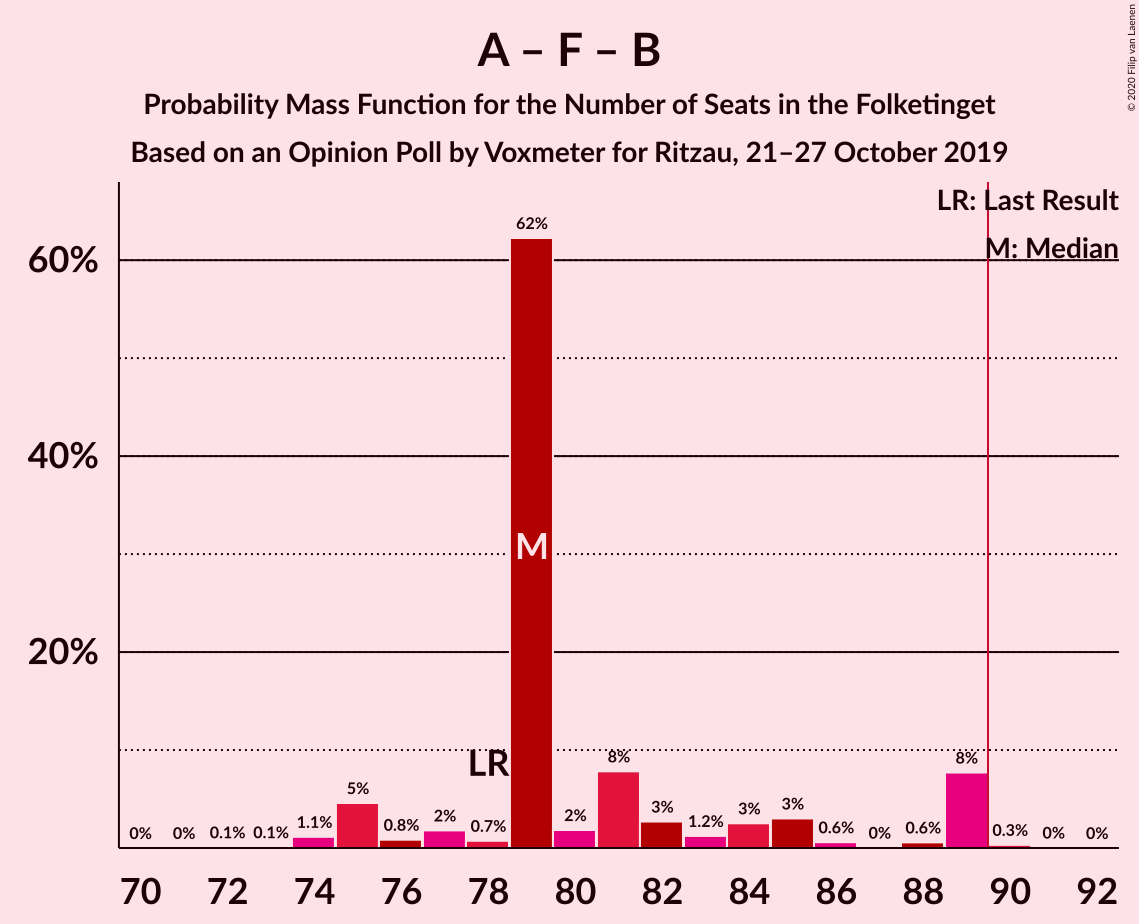 A – F – B
Probability Mass Function for the Number of Seats in the Folketinget
Based on an Opinion Poll by Voxmeter for Ritzau, 21–27 October 2019
© 2020 Filip van Laenen
LR: Last Result
M: Median
60%
40%
20%
0% 0% 0.1% 0.1% 1.1% 5% 0.8% 2% 0.7% 62% 2% 8% 3% 1.2% 3% 3% 0.6% 0% 0.6% 8% 0.3% 0% 0%
LR
M
70 72 74 76 78 80 82 84 86 88 90 92